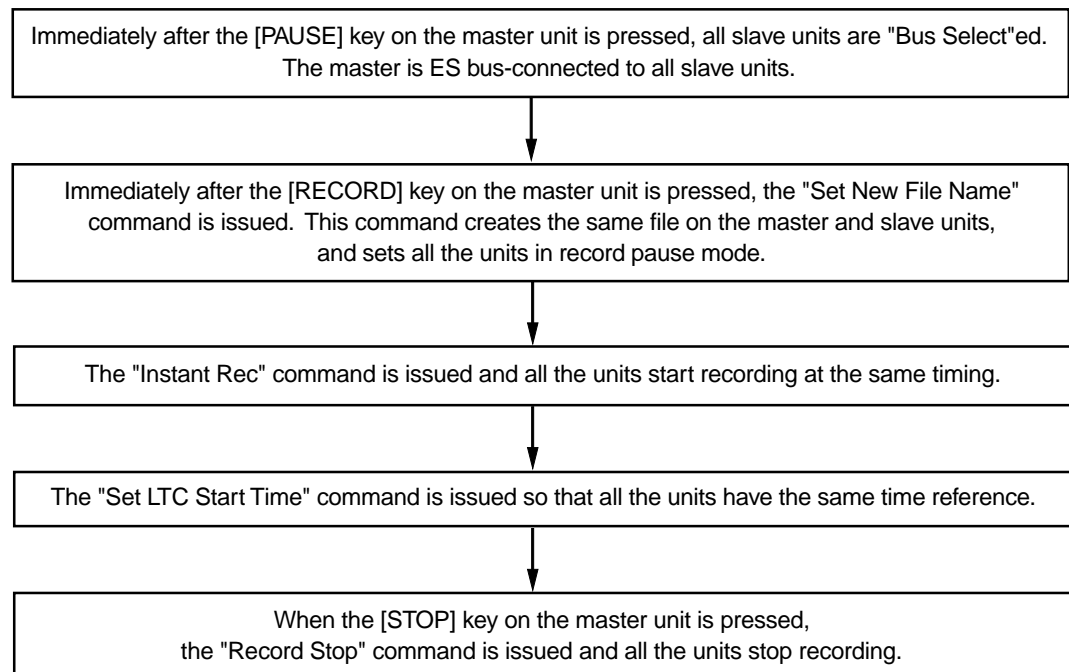 Immediately after the [PAUSE] key on the master unit is pressed, all slave units are "Bus Select"ed.
The master is ES bus-connected to all slave units.
Immediately after the [RECORD] key on the master unit is pressed, the "Set New File Name"
command is issued. This command creates the same file on the master and slave units,
and sets all the units in record pause mode.
The "Instant Rec" command is issued and all the units start recording at the same timing.
The "Set LTC Start Time" command is issued so that all the units have the same time reference.
When the [STOP] key on the master unit is pressed,
the "Record Stop" command is issued and all the units stop recording.